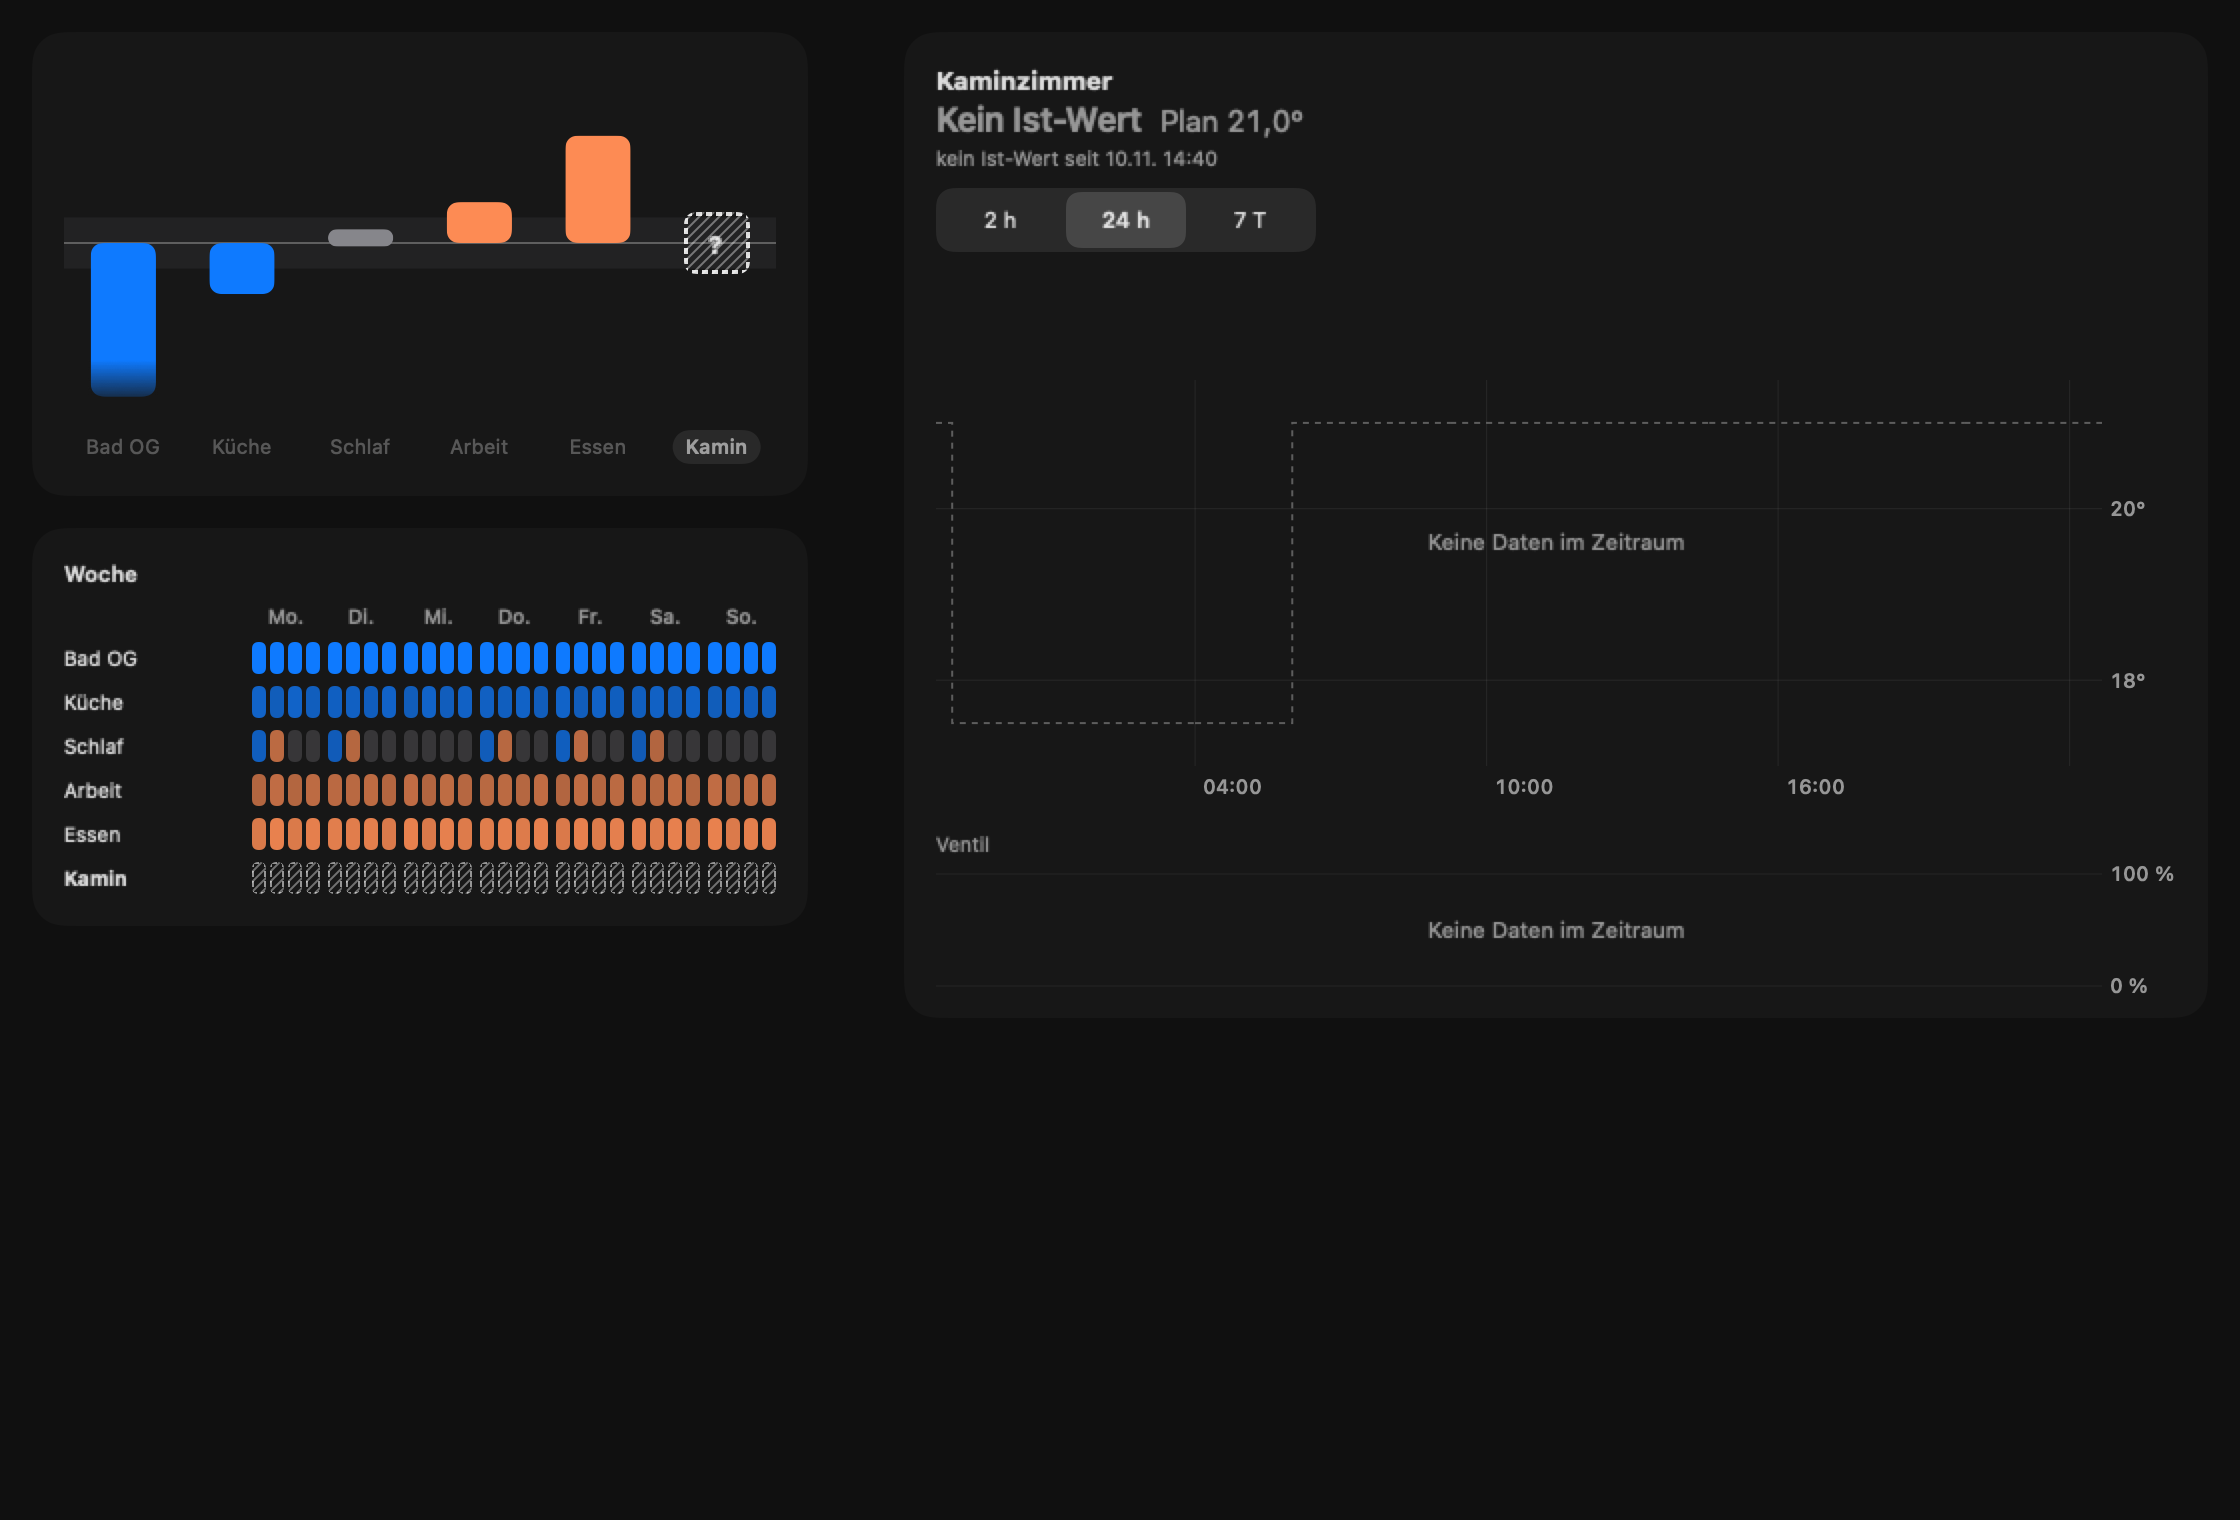 ?
Bad OG Küche Schlaf Arbeit Essen Kamin
Woche
Mo. Di. Mi. Do. Fr. Sa. So.
Bad OG
Küche
Schlaf
Arbeit
Essen
Kamin
Kaminzimmer
Kein Ist-Wert Plan 21,0°
kein Ist-Wert seit 10.11. 14:40
2 h 24 h 7 T
20°
Keine Daten im Zeitraum
18°
04:00 10:00 16:00
Ventil
100 %
Keine Daten im Zeitraum
0 %